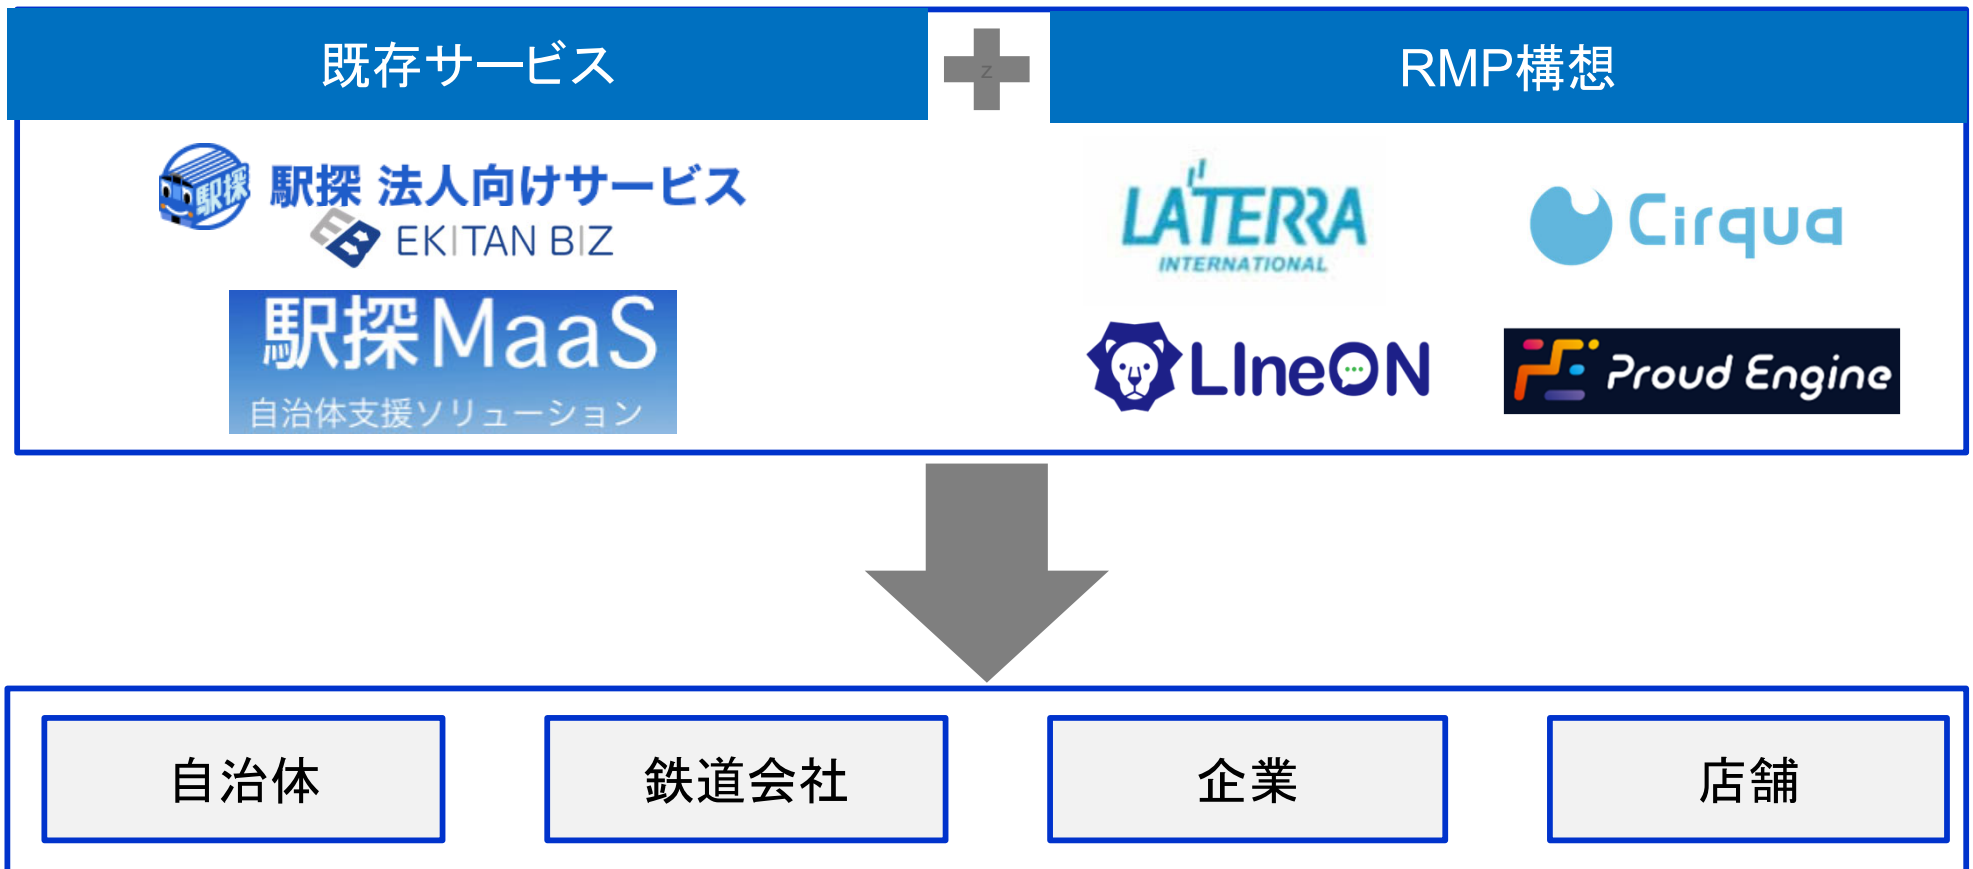 既存サービス
z
RMP構想
駅探
駅探 法人向けサービス
EB EKITAN BIZ
駅探MaaS
自治体支援ソリューション
LATERRA
INTERNATIONAL
Cirqua
LIneON
Proud Engine
自治体
鉄道会社
企業
店舗